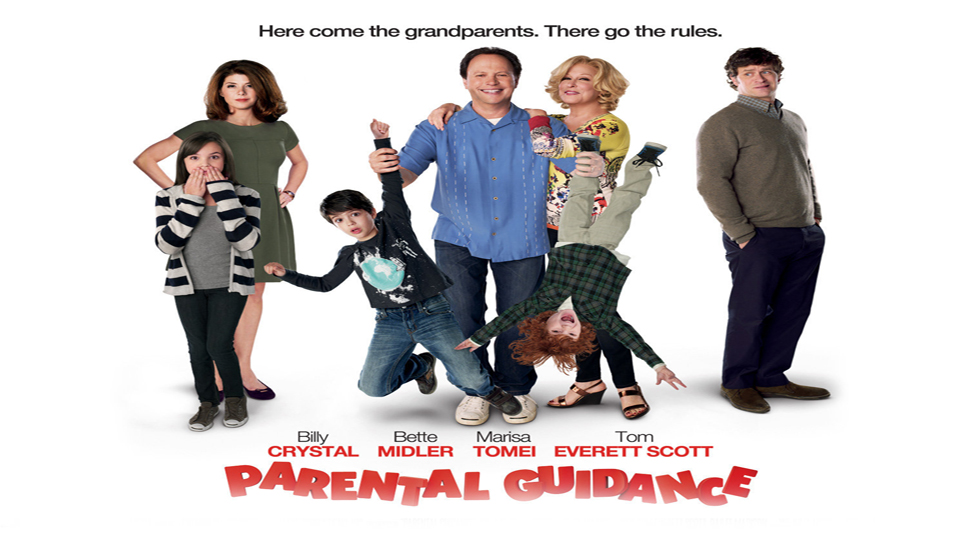 Here come the grandparents. There go the rules.
Billy Bette Marisa Tom
CRYSTAL MIDLER TOMEI EVERETT SCOTT
PARENTAL GUIDANCE